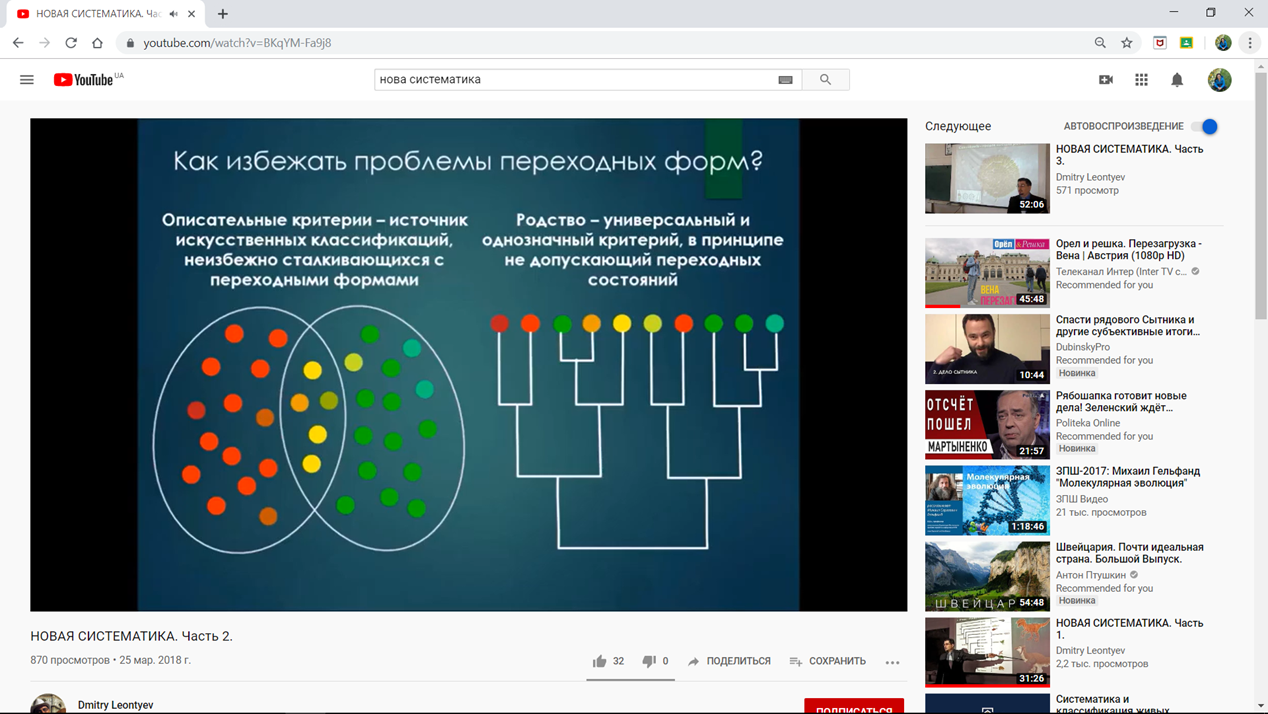 НОВАЯ СИСТЕМАТИКА. Час
youtube.com/watch?v=BKqYM-Fa9j8
YouTube UA
нова систематика
Как избежать проблемы переходных форм?
Описательные критерии – источник
искусственных классификаций,
неизбежно сталкивающихся с
переходными формами
Родство – универсальный и
однозначный критерий, в принципе
не допускающий переходных
состояний
НОВАЯ СИСТЕМАТИКА. Часть 2.
870 просмотров • 25 мар. 2018 г.
32
0
ПОДЕЛИТЬСЯ
СОХРАНИТЬ
Dmitry Leontyev
ПОДПИСАТЬСЯ
Следующее
АВТОВОСПРОИЗВЕДЕНИЕ
52:06
НОВАЯ СИСТЕМАТИКА. Часть
3.
Dmitry Leontyev
571 просмотр
Орёл и Решка
ВЕНА
45:48
Орел и решка. Перезагрузка -
Вена | Австрия (1080p HD)
Телеканал Интер (Inter TV c...
Recommended for you
3. ДЕЛО СЫТНИКА
10:44
Спасти рядового Сытника и
другие субъективные итоги...
DubinskyPro
Recommended for you
Новинка
ОТСЧЁТ
ПОШЕЛ
МАРТЫНЕНКО
21:57
Рябошапка готовит новые
дела! Зеленский ждёт...
Politeka Online
Recommended for you
Новинка
Молекулярная
эволюция
1:18:46
ЗПШ-2017: Михаил Гельфанд
"Молекулярная эволюция"
ЗПШ Видео
21 тыс. просмотров
ШВЕЙЦАР
54:48
Швейцария. Почти идеальная
страна. Большой Выпуск.
Антон Птушкин
Recommended for you
Новинка
31:26
НОВАЯ СИСТЕМАТИКА. Часть
1.
Dmitry Leontyev
2,2 тыс. просмотров
Систематика и
классификация живых